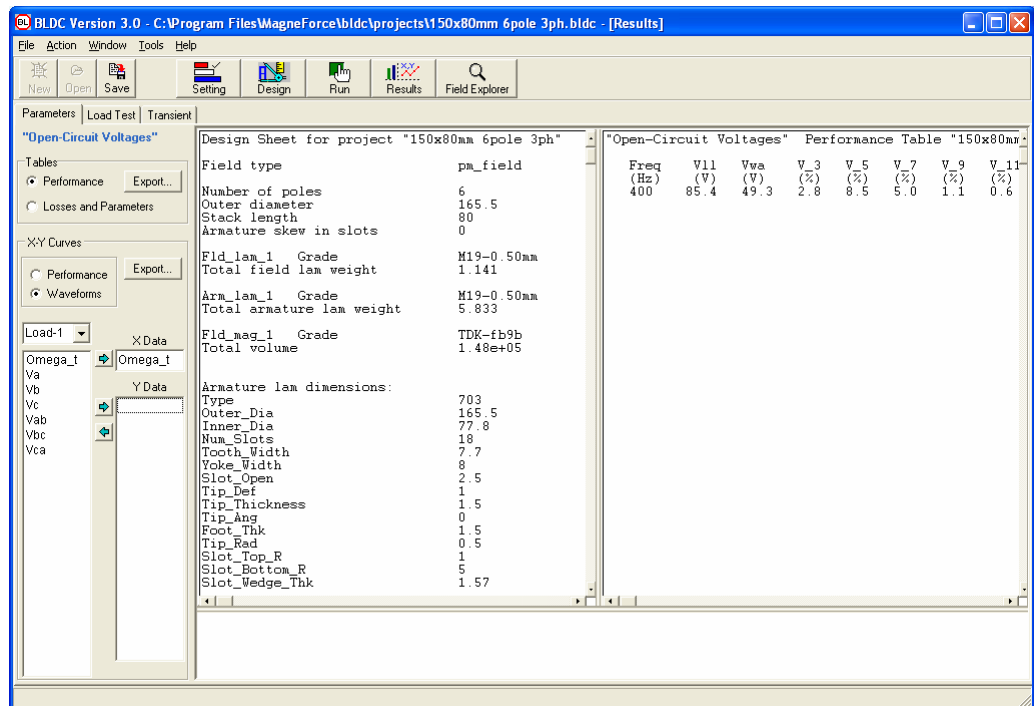 BLDC Version 3.0 - C:\Program Files\MagneForce\bldc\projects\150x80mm 6pole 3ph.bldc - [Results]
File Action Window Tools Help
New Open Save Setting Design Run Results Field Explorer
Parameters Load Test Transient
"Open-Circuit Voltages"
Tables
Performance Export...
Losses and Parameters
X-Y Curves
Performance Export...
Waveforms
Load-1
X Data
Omega_t Omega_t
Va
Vb
Y Data
Vc
Vab
Vbc
Vca
Design Sheet for project "150x80mm 6pole 3ph"
Field type pm_field
Number of poles 6
Outer diameter 165.5
Stack length 80
Armature skew in slots 0
Fld_lam_1 Grade M19-0.50mm
Total field lam weight 1.141
Arm_lam_1 Grade M19-0.50mm
Total armature lam weight 5.833
Fld_mag_1 Grade TDK-fb9b
Total volume 1.48e+05
Armature lam dimensions:
Type 703
Outer_Dia 165.5
Inner_Dia 77.8
Num_Slots 18
Tooth_Width 7.7
Yoke_Width 8
Slot_Open 2.5
Tip_Def 1
Tip_Thickness 1.5
Tip_Ang 0
Foot_Thk 1.5
Tip_Rad 0.5
Slot_Top_R 1
Slot_Bottom_R 5
Slot_Wedge_Thk 1.57
"Open-Circuit Voltages" Performance Table "150x80mm
Freq Vll Vwa V_3 V_5 V_7 V_9 V_11
(Hz) (V) (V) (%) (%) (%) (%) (%)
400 85.4 49.3 2.8 8.5 5.0 1.1 0.6